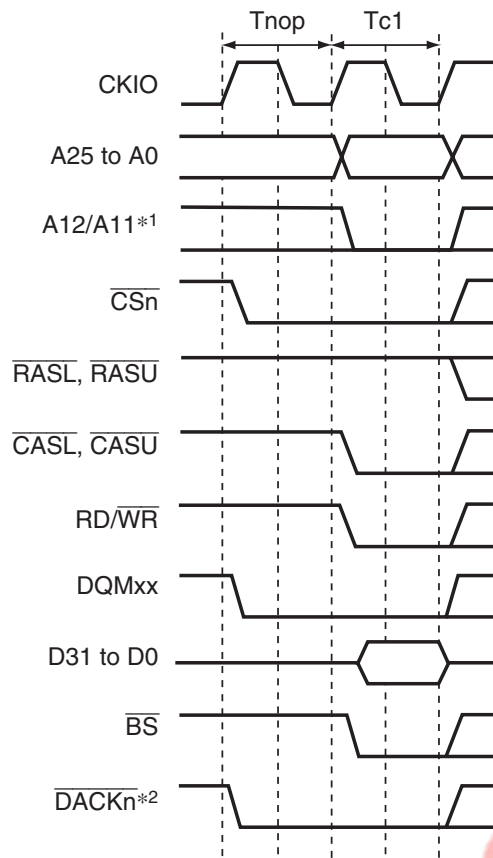 Tnop Tc1
CKIO
A25 to A0
A12/A11*1
CSn
RASL, RASU
CASL, CASU
RD/WR
DQMxx
D31 to D0
BS
DACKn*2